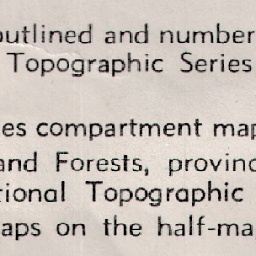 outlined and number
Topographic Series
es compartment map
and Forests, provinc
tional Topographic
aps on the half-ma